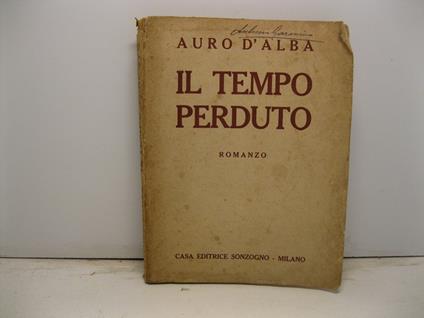 AURO D'ALBA
IL TEMPO
PERDUTO
ROMANZO
CASA EDITRICE SONZOGNO - MILANO